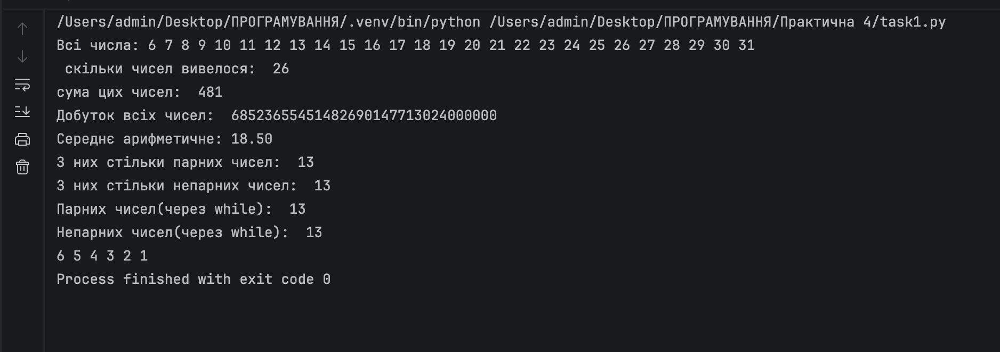 /Users/admin/Desktop/ПРОГРАМУВАННЯ/.venv/bin/python /Users/admin/Desktop/ПРОГРАМУВАННЯ/Практична 4/task1.py
Всі числа: 6 7 8 9 10 11 12 13 14 15 16 17 18 19 20 21 22 23 24 25 26 27 28 29 30 31
скільки чисел вивелося:  26
сума цих чисел:  481
Добуток всіх чисел:  68523655451482690147713024000000
Середнє арифметичне: 18.50
З них стільки парних чисел:  13
З них стільки непарних чисел:  13
Парних чисел(через while):  13
Непарних чисел(через while):  13
6 5 4 3 2 1
Process finished with exit code 0